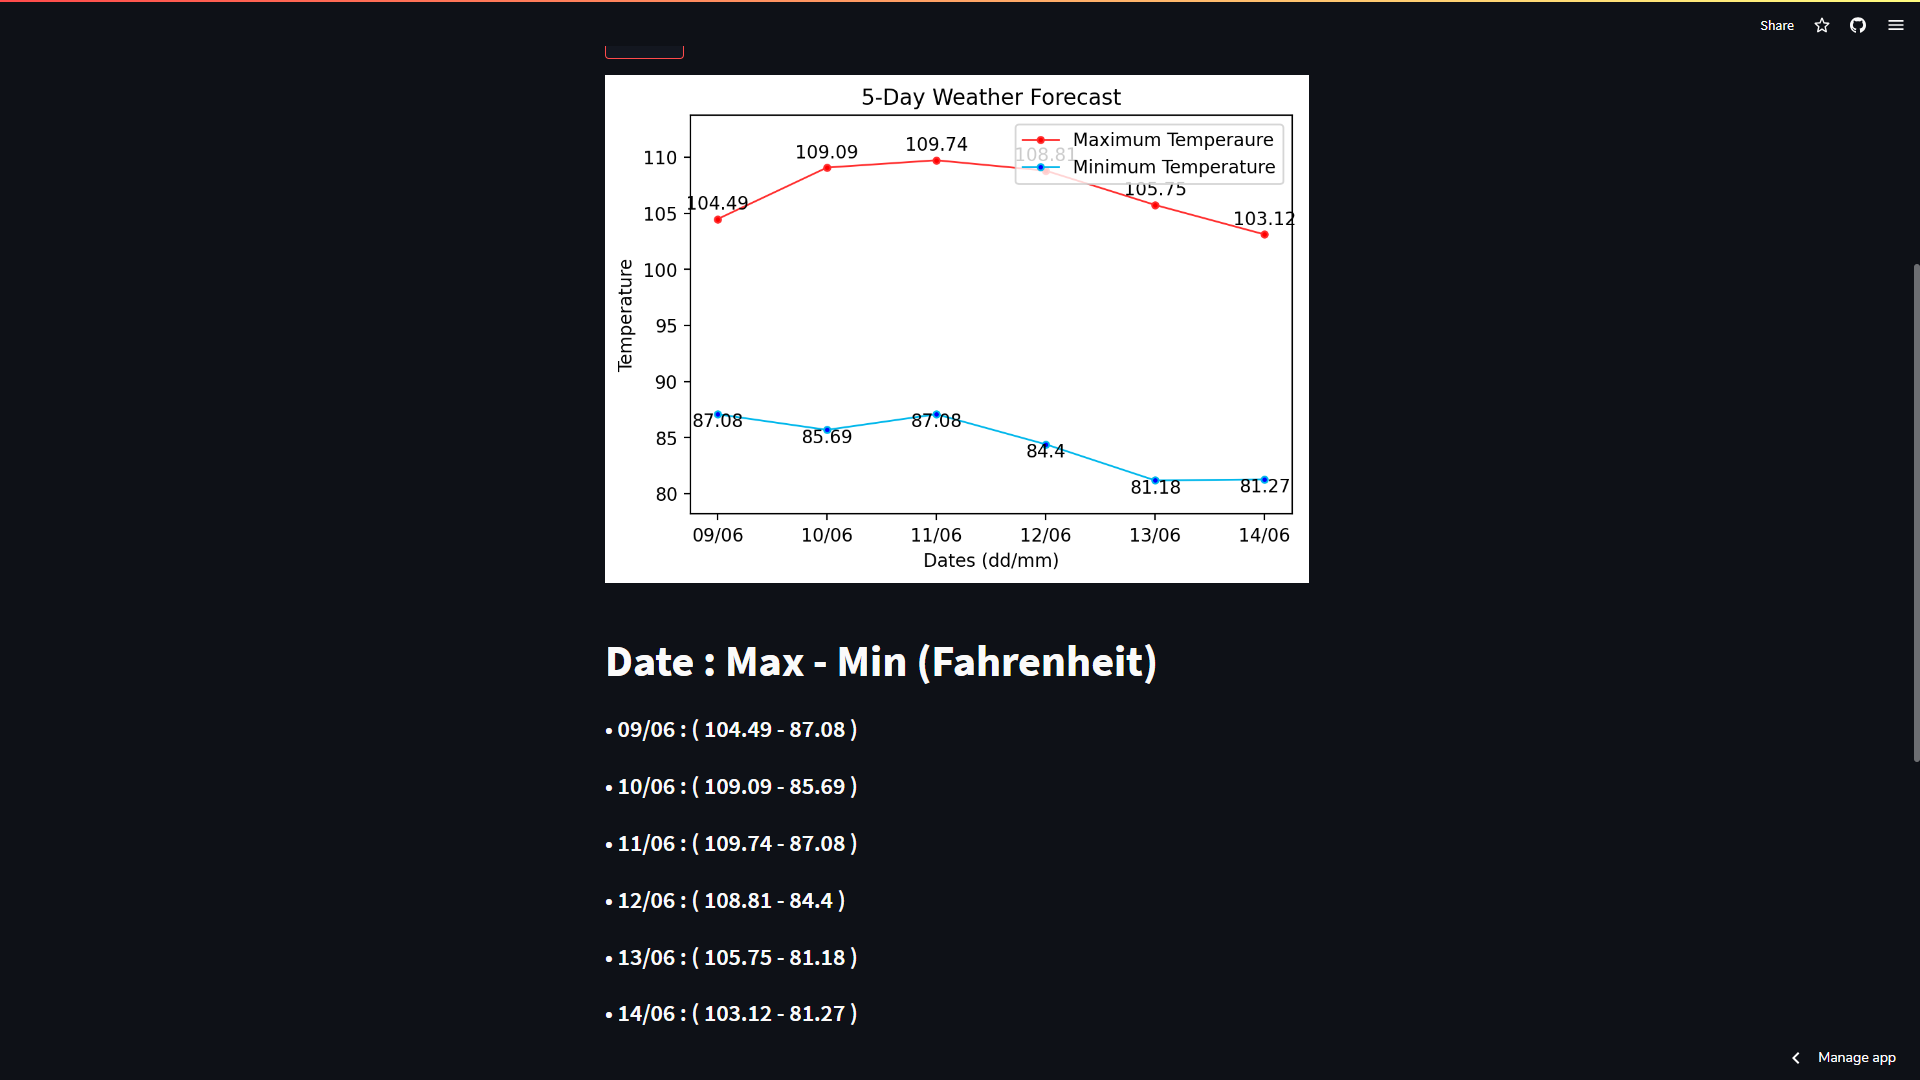 Share
5-Day Weather Forecast
Maximum Temperaure
Minimum Temperature
104.49
109.09
109.74
108.81
105.75
103.12
110
105
100
95
90
85
80
Temperature
87.08
85.69
87.08
84.4
81.18
81.27
09/06 10/06 11/06 12/06 13/06 14/06
Dates (dd/mm)
Date : Max - Min (Fahrenheit)
• 09/06 : ( 104.49 - 87.08 )
• 10/06 : ( 109.09 - 85.69 )
• 11/06 : ( 109.74 - 87.08 )
• 12/06 : ( 108.81 - 84.4 )
• 13/06 : ( 105.75 - 81.18 )
• 14/06 : ( 103.12 - 81.27 )
Manage app